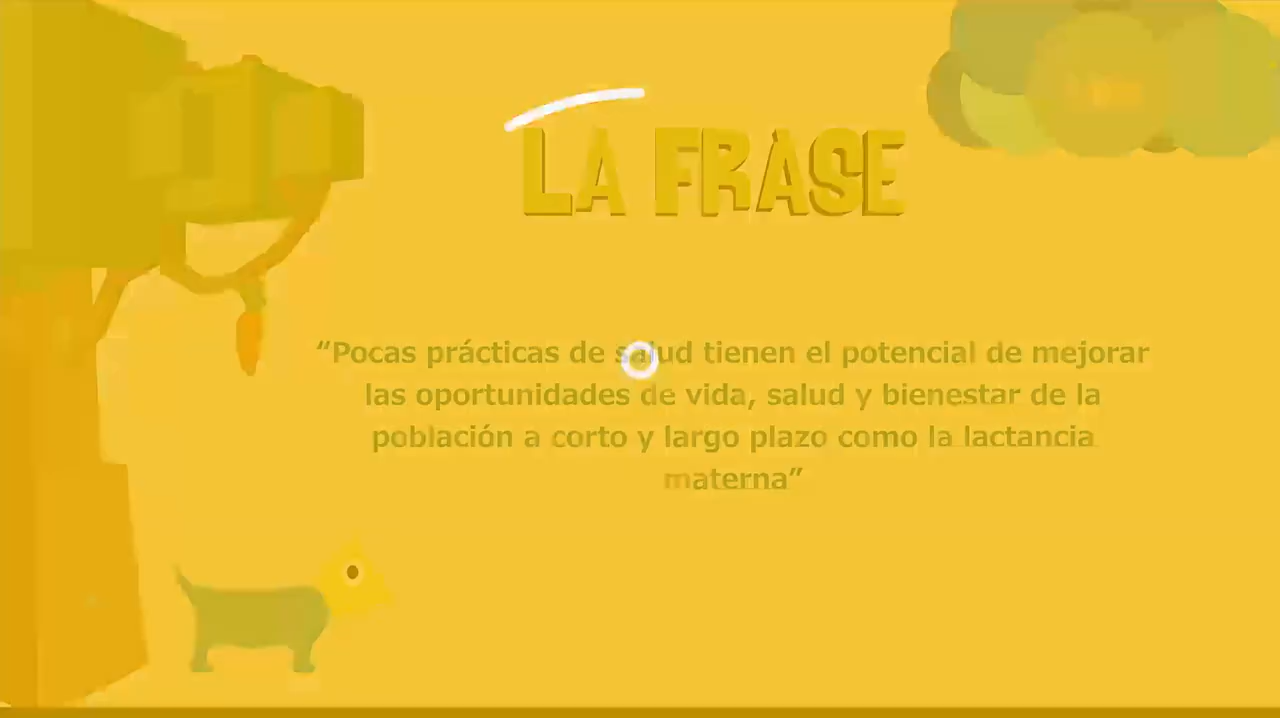 LA FRASE
“Pocas prácticas de salud tienen el potencial de mejorar
las oportunidades de vida, salud y bienestar de la
población a corto y largo plazo como la lactancia
materna”